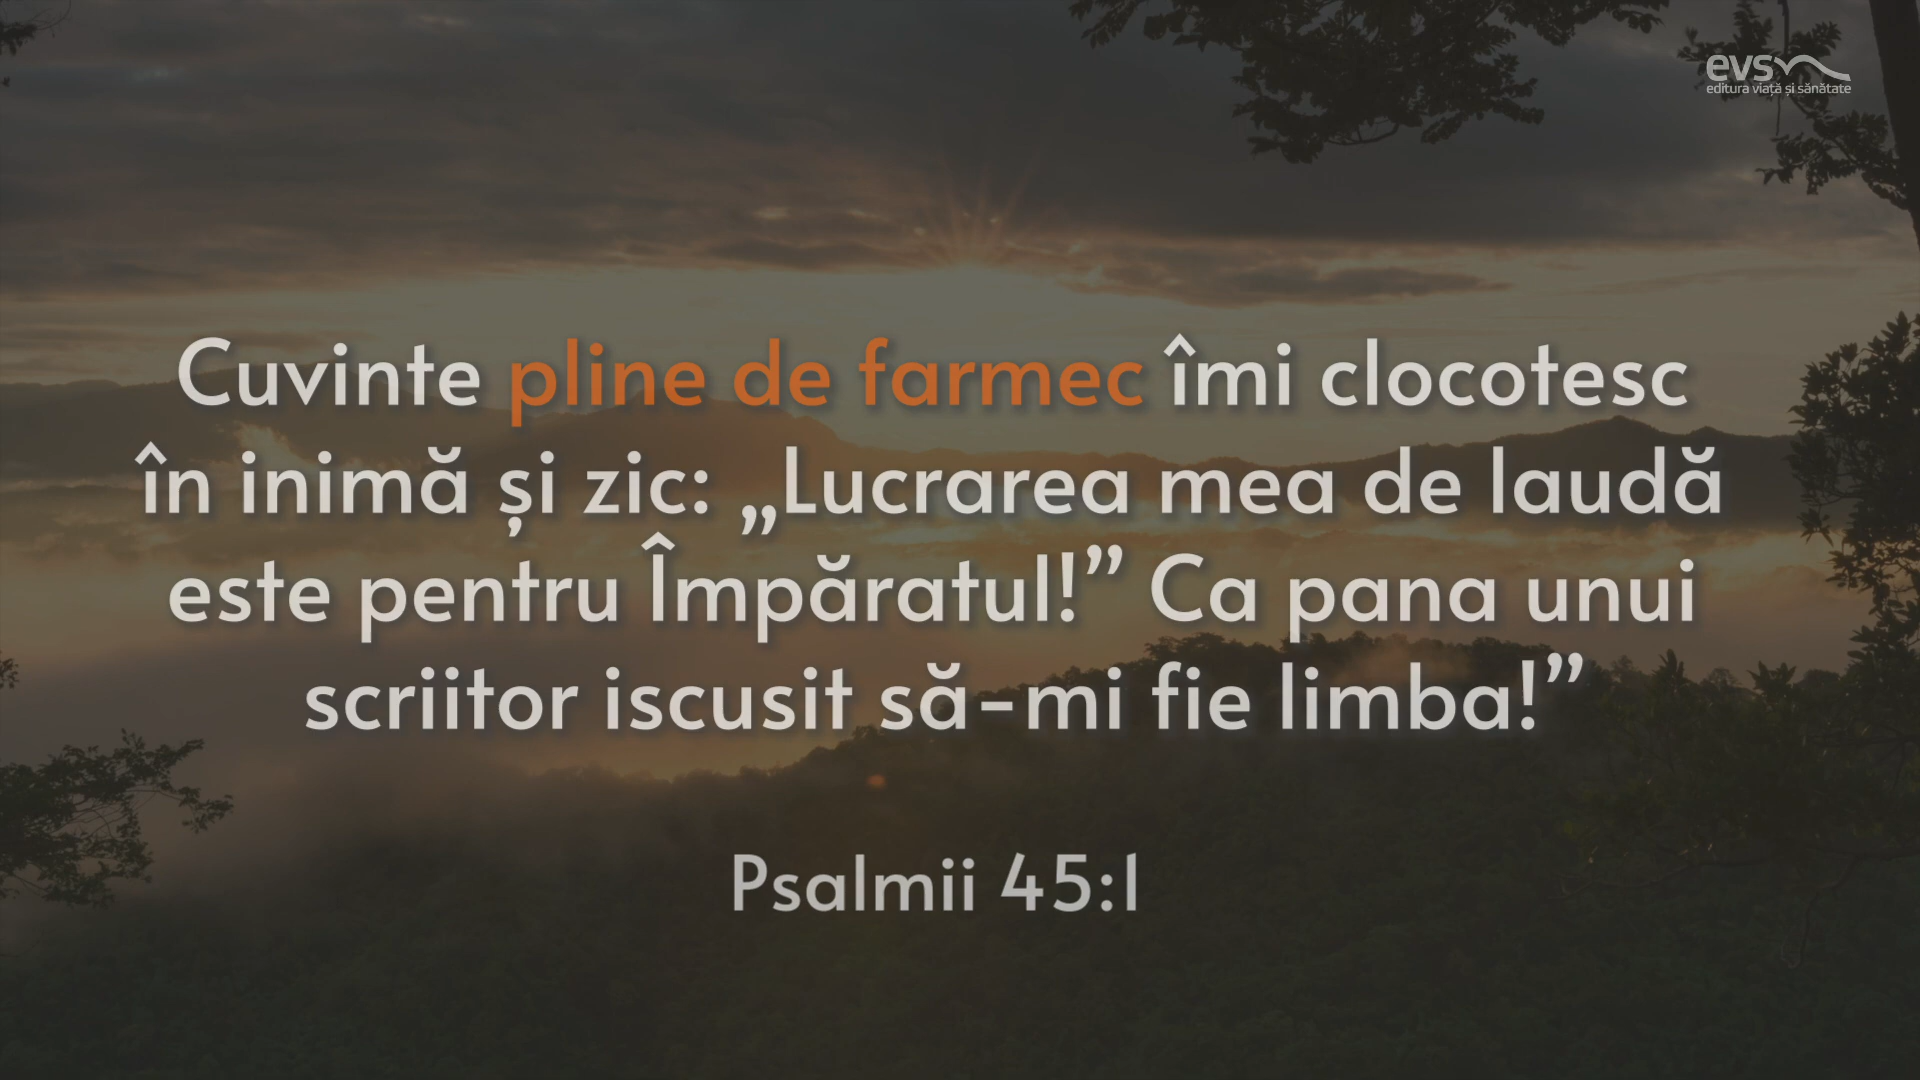 evs
editura viață și sănătate
Cuvinte pline de farmec îmi clocotesc
în inimă și zic: „Lucrarea mea de laudă
este pentru Împăratul!” Ca pana unui
scriitor iscusit să-mi fie limba!”
Psalmii 45:1